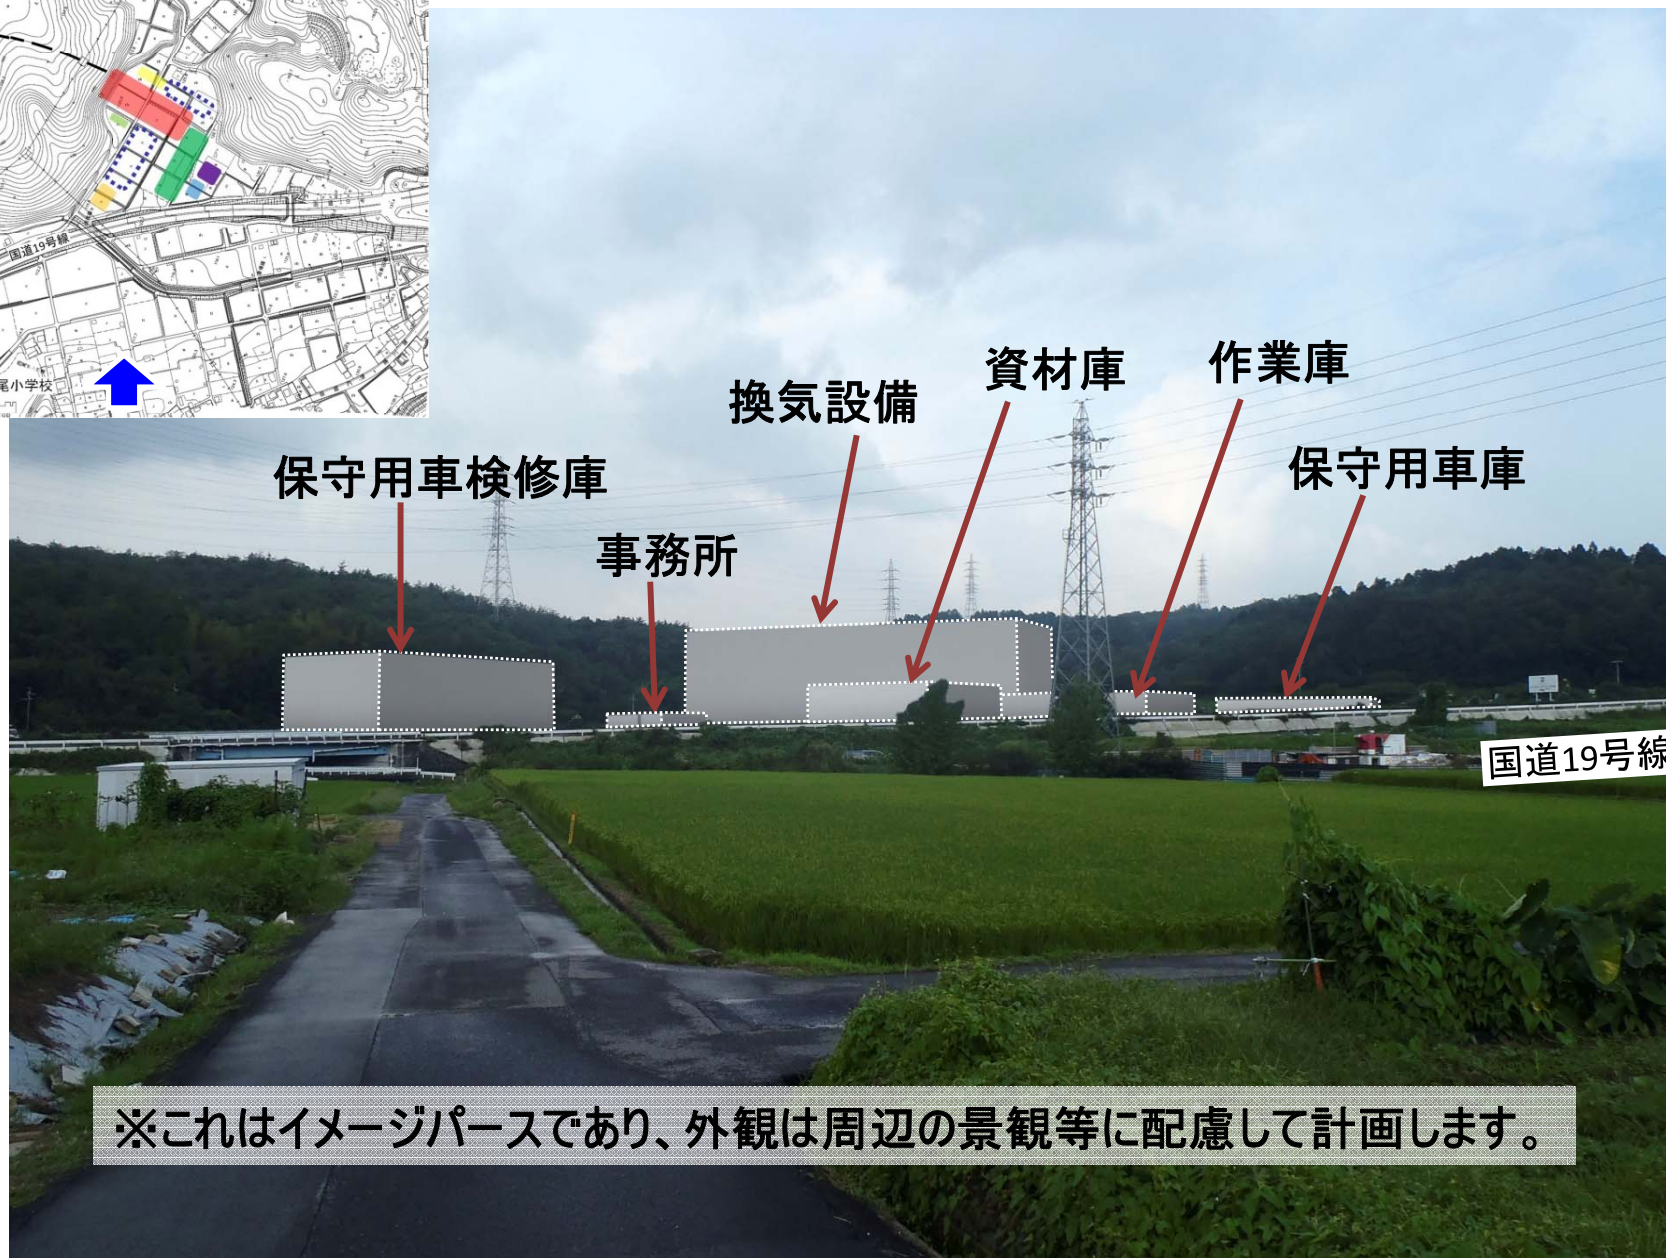 国道19号線
尾小学校
換気設備
資材庫
作業庫
保守用車検修庫
事務所
保守用車庫
国道19号線
※これはイメージパースであり、外観は周辺の景観等に配慮して計画します。